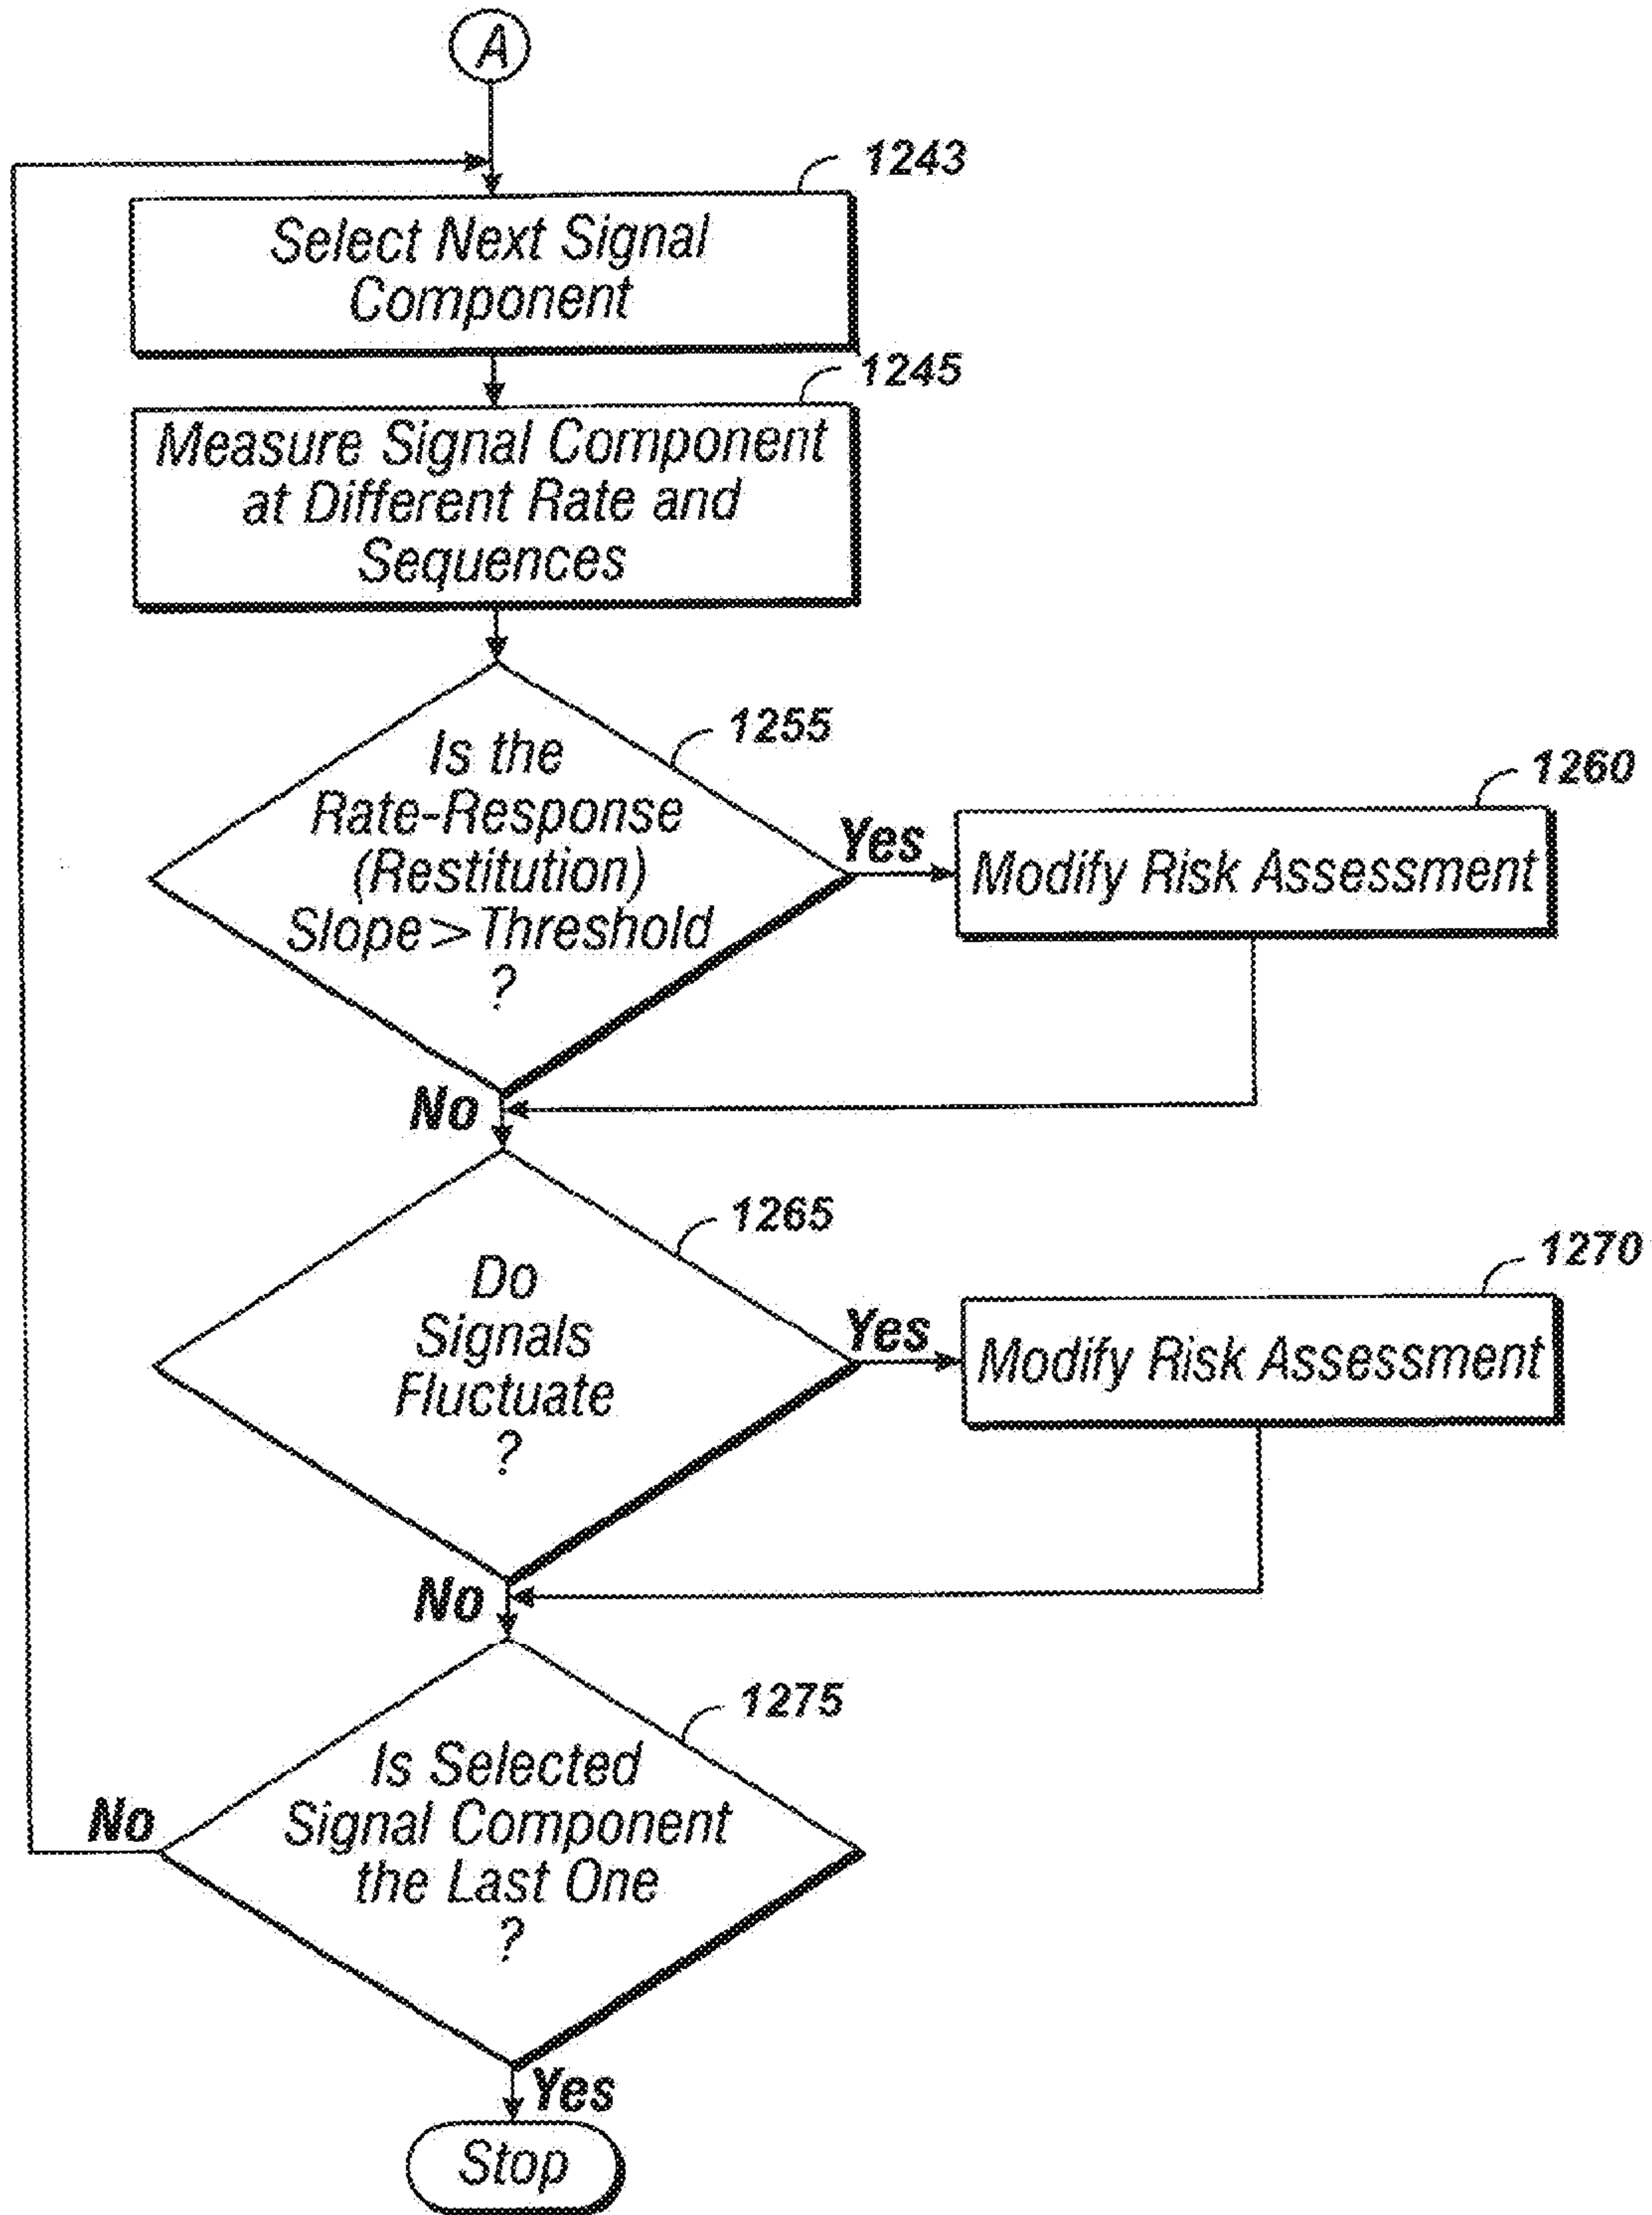 A
1243
Select Next Signal
Component
1245
Measure Signal Component
at Different Rate and
Sequences
1255
Is the
Rate-Response
(Restitution)
Slope>Threshold
?
Yes
1260
Modify Risk Assessment
No
1265
Do
Signals
Fluctuate
?
Yes
1270
Modify Risk Assessment
No
1275
Is Selected
Signal Component
the Last One
?
No
Yes
Stop